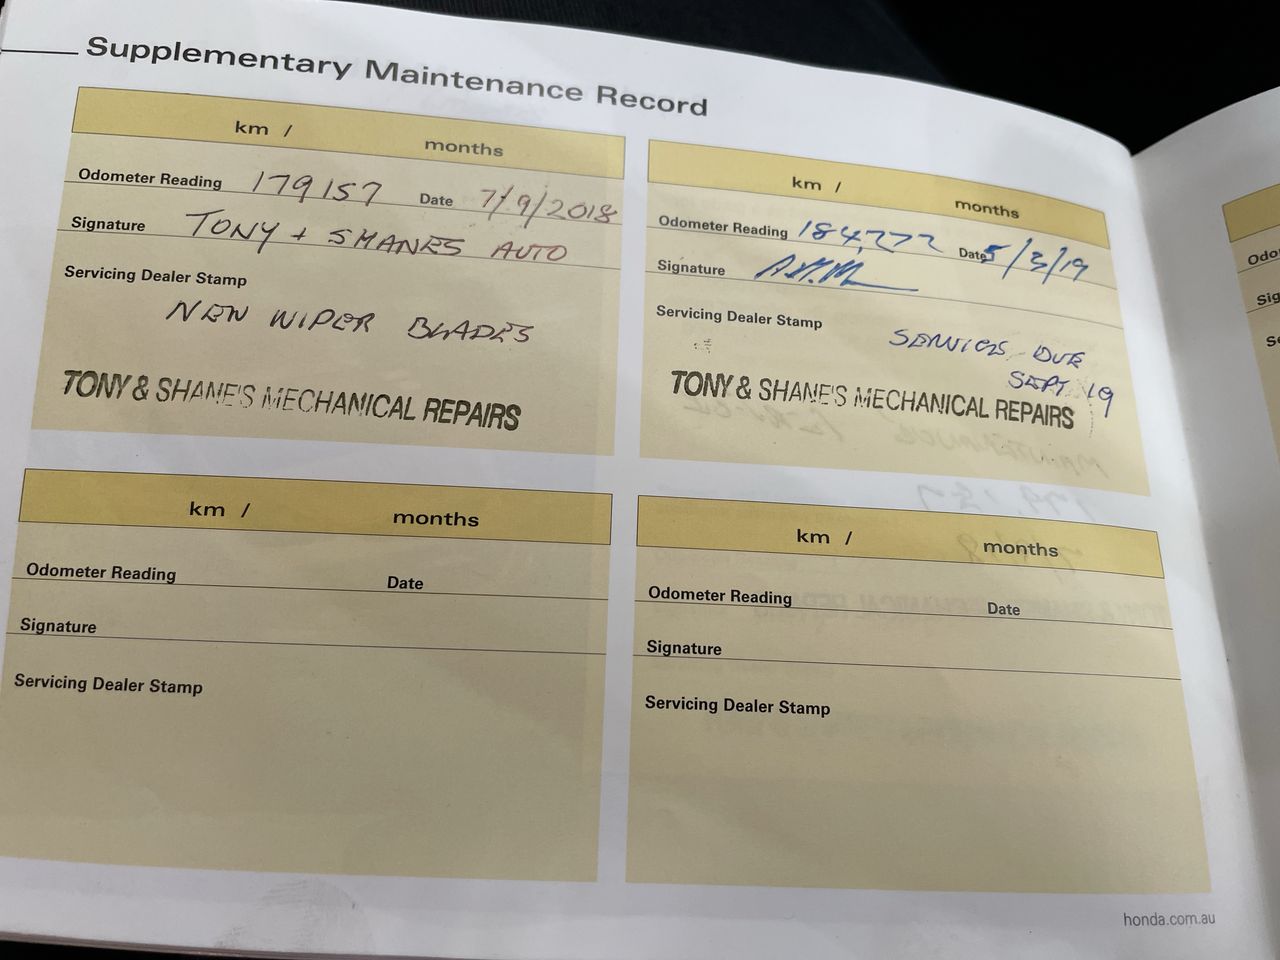 Supplementary Maintenance Record
km / months
Odometer Reading 179157 Date 7/9/2018
Signature TONY + SHANES AUTO
Servicing Dealer Stamp
NEW WIPER BLADES
TONY & SHANE'S MECHANICAL REPAIRS
km / months
Odometer Reading 184,777 Date 5/3/19
Signature
Servicing Dealer Stamp
SERVICE DUE
SEPT 19
TONY & SHANE'S MECHANICAL REPAIRS
km / months
Odometer Reading Date
Signature
Servicing Dealer Stamp
km / months
Odometer Reading Date
Signature
Servicing Dealer Stamp
honda.com.au